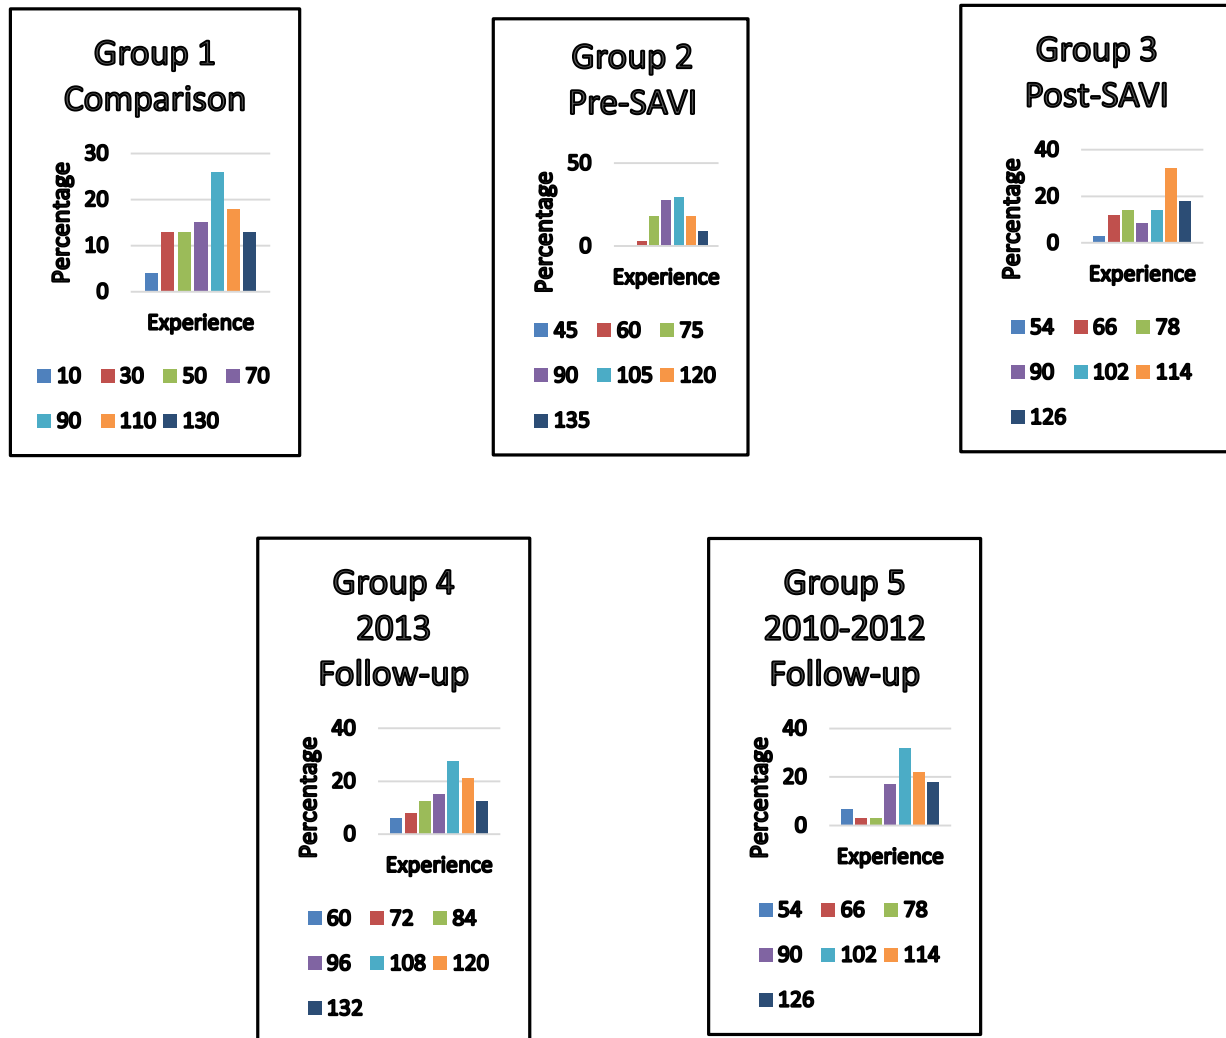 Group 1
Comparison
30
20
10
0
Percentage
Experience
10 30 50 70
90 110 130
Group 2
Pre-SAVI
50
0
Percentage
Experience
45 60 75
90 105 120
135
Group 3
Post-SAVI
40
20
0
Percentage
Experience
54 66 78
90 102 114
126
Group 4
2013
Follow-up
40
20
0
Percentage
Experience
60 72 84
96 108 120
132
Group 5
2010-2012
Follow-up
40
20
0
Percentage
Experience
54 66 78
90 102 114
126